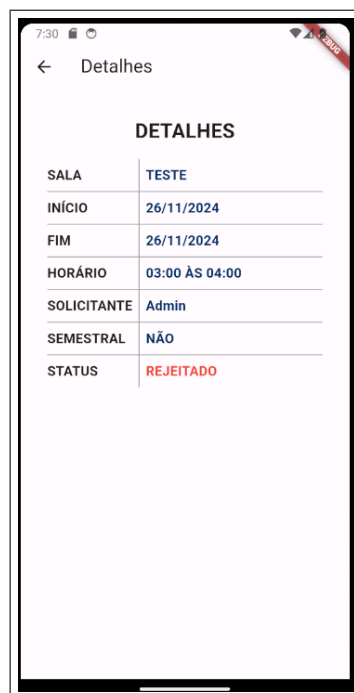 7:30
DEBUG
Detalhes
DETALHES
SALA TESTE
INÍCIO 26/11/2024
FIM 26/11/2024
HORÁRIO 03:00 ÀS 04:00
SOLICITANTE Admin
SEMESTRAL NÃO
STATUS REJEITADO